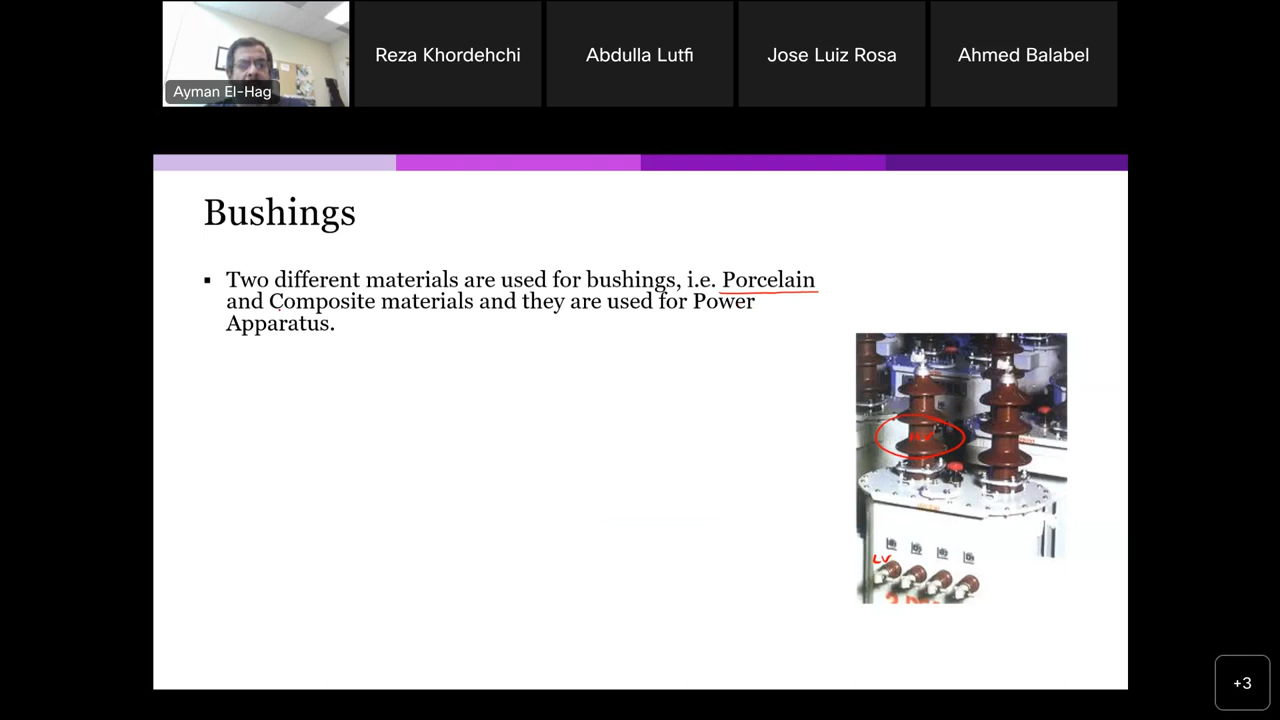 Reza Khordehchi
Abdulla Lutfi
Jose Luiz Rosa
Ahmed Balabel
Ayman El-Hag
Bushings
▪ Two different materials are used for bushings, i.e. Porcelain
and Composite materials and they are used for Power
Apparatus.
HV
LV
+3